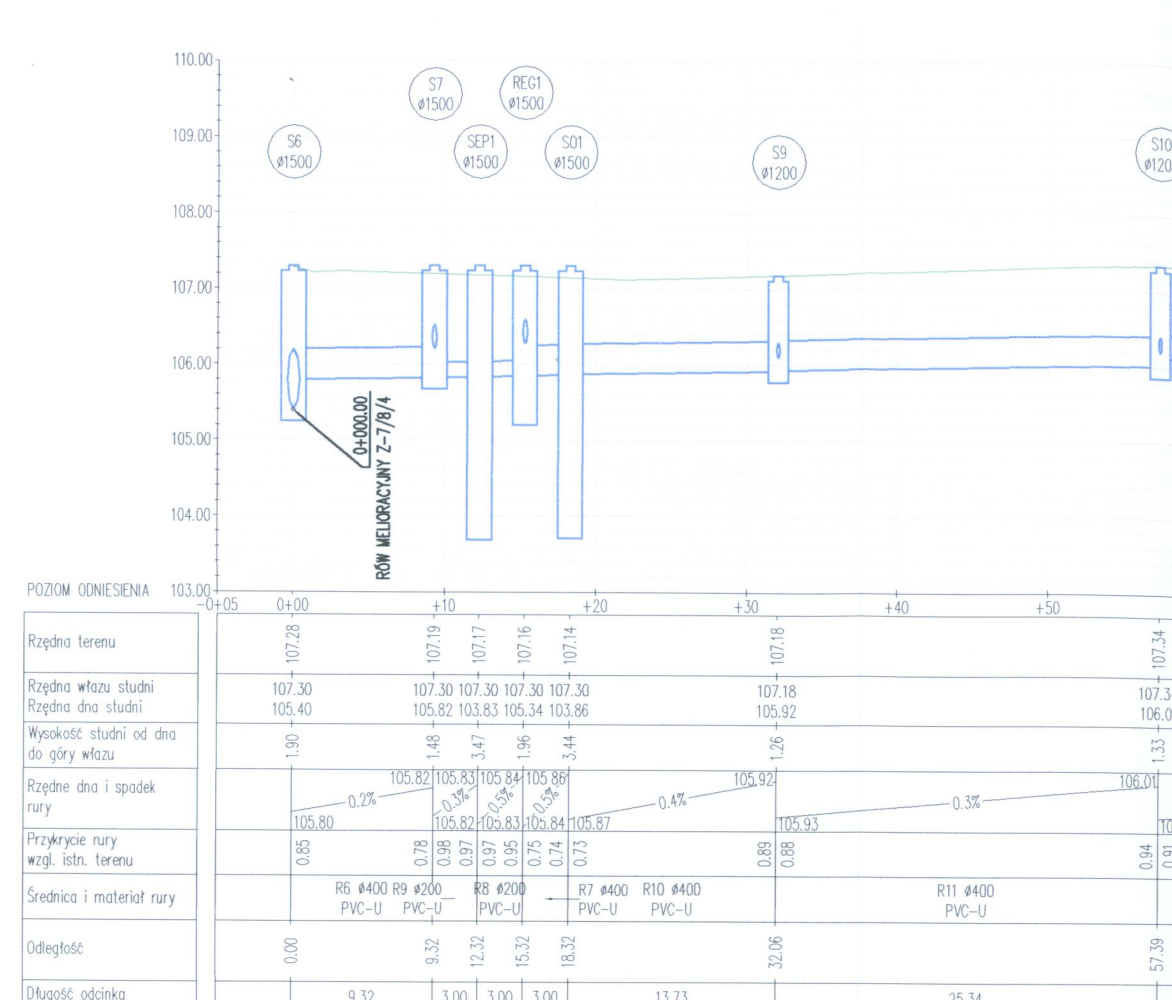 110.00
109.00
108.00
107.00
106.00
105.00
104.00
103.00
S6
ø1500
S7
ø1500
SEP1
ø1500
REG1
ø1500
SO1
ø1500
S9
ø1200
S10
ø120
0+000.00
RÓW MELIORACYJNY Z-7/8/4
POZIOM ODNIESIENIA
-0+05 0+00 +10 +20 +30 +40 +50
Rzędna terenu
107.28 107.19 107.17 107.16 107.14 107.18 107.34
Rzędna włazu studni
107.30 107.30 107.30 107.30 107.30 107.18 107.3
Rzędna dna studni
105.40 105.82 103.83 105.34 103.86 105.92 106.0
Wysokość studni od dna
do góry włazu
1.90 1.48 3.47 1.96 3.44 1.26 1.33
Rzędne dna i spadek
rury
105.82 105.83 105.84 105.86 105.92 106.01
0.2% 0.3% 0.5% 0.5% 0.4% 0.3%
105.80 105.82 105.83 105.84 105.87 105.93 10
Przykrycie rury
wzgl. istn. terenu
0.85 0.78 0.98 0.97 0.97 0.95 0.75 0.74 0.73 0.89 0.88 0.94 0.91
Średnica i materiał rury
R6 ø400 R9 ø200 R8 ø200 R7 ø400 R10 ø400 R11 ø400
PVC-U PVC-U PVC-U PVC-U PVC-U PVC-U
Odległość
0.00 9.32 12.32 15.32 18.32 32.06 57.39
Długość odcinka
9.32 3.00 3.00 3.00 13.73 25.34